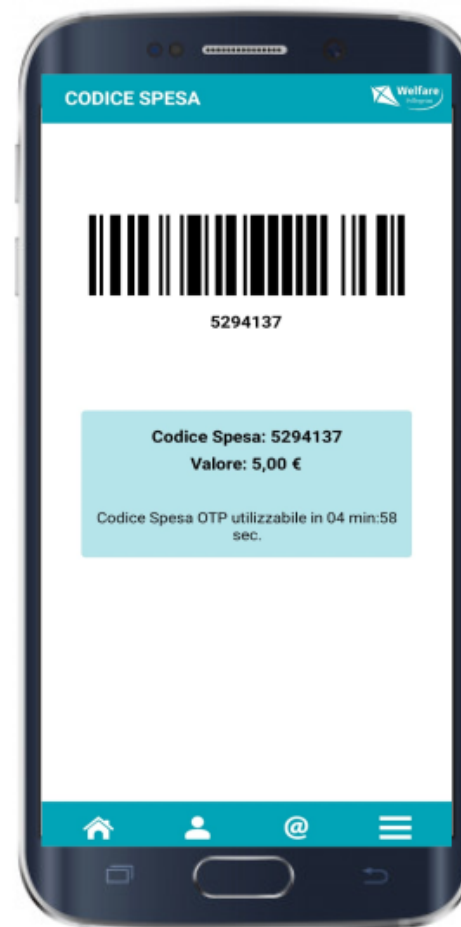 CODICE SPESA
Welfare
5294137
Codice Spesa: 5294137
Valore: 5,00 €
Codice Spesa OTP utilizzabile in 04 min:58
sec.
@